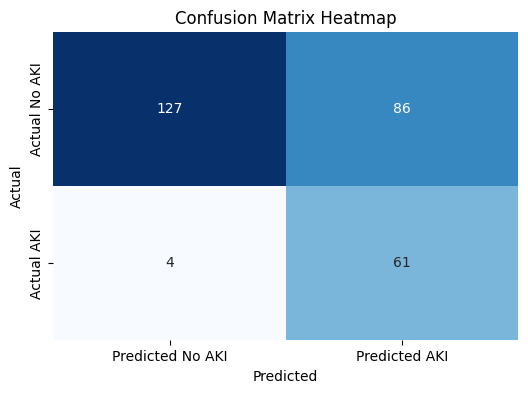 Confusion Matrix Heatmap
Actual
Actual No AKI
127
86
Actual AKI
4
61
Predicted No AKI
Predicted AKI
Predicted